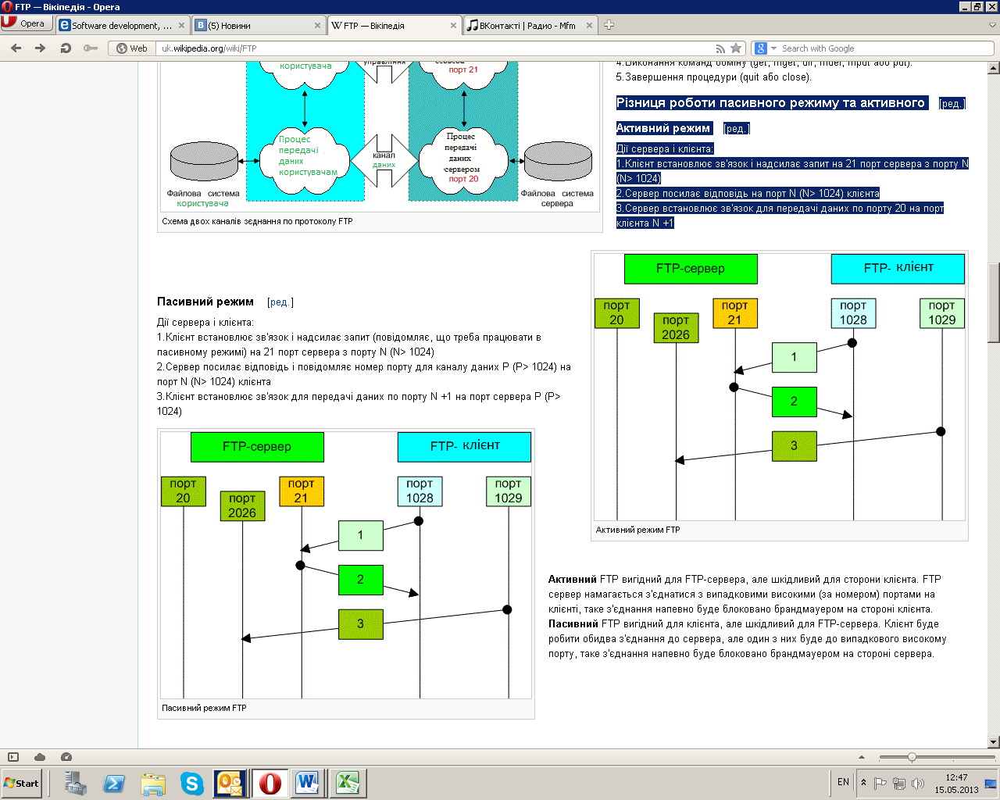 FTP — Вікіпедія - Opera
Opera
Software development, ...
(5) Новини
FTP — Вікіпедія
ВКонтакті | Радио - Mfm
Web
uk.wikipedia.org/wiki/FTP
Search with Google
користувача
управління
сервера
порт 21
Процес
передачі
даних
користувачам
канал
даних
Процес
передачі
даних
сервером
порт 20
Файлова система
користувача
Файлова система
сервера
Схема двох каналів зєднання по протоколу FTP
4.Виконання команд обміну (get, mget, dir, mdel, mput або put).
5.Завершення процедури (quit або close).
Різниця роботи пасивного режиму та активного [ред.]
Активний режим [ред.]
Дії сервера і клієнта:
1.Клієнт встановлює зв'язок і надсилає запит на 21 порт сервера з порту N
(N> 1024)
2.Сервер посилає відповідь на порт N (N> 1024) клієнта
3.Сервер встановлює зв'язок для передачі даних по порту 20 на порт
клієнта N +1
FTP-сервер
FTP- клієнт
порт
20
порт
2026
порт
21
порт
1028
порт
1029
1
2
3
Активний режим FTP
Пасивний режим [ред.]
Дії сервера і клієнта:
1.Клієнт встановлює зв'язок і надсилає запит (повідомляє, що треба працювати в
пасивному режимі) на 21 порт сервера з порту N (N> 1024)
2.Сервер посилає відповідь і повідомляє номер порту для каналу даних P (P> 1024) на
порт N (N> 1024) клієнта
3.Клієнт встановлює зв'язок для передачі даних по порту N +1 на порт сервера P (P>
1024)
FTP-сервер
FTP- клієнт
порт
20
порт
2026
порт
21
порт
1028
порт
1029
1
2
3
Пасивний режим FTP
Активний FTP вигідний для FTP-сервера, але шкідливий для сторони клієнта. FTP
сервер намагається з'єднатися з випадковими високими (за номером) портами на
клієнті, таке з'єднання напевно буде блоковано брандмауером на стороні клієнта.
Пасивний FTP вигідний для клієнта, але шкідливий для FTP-сервера. Клієнт буде
робити обидва з'єднання до сервера, але один з них буде до випадкового високому
порту, таке з'єднання напевно буде блоковано брандмауером на стороні сервера.
Start
EN
12:47
15.05.2013